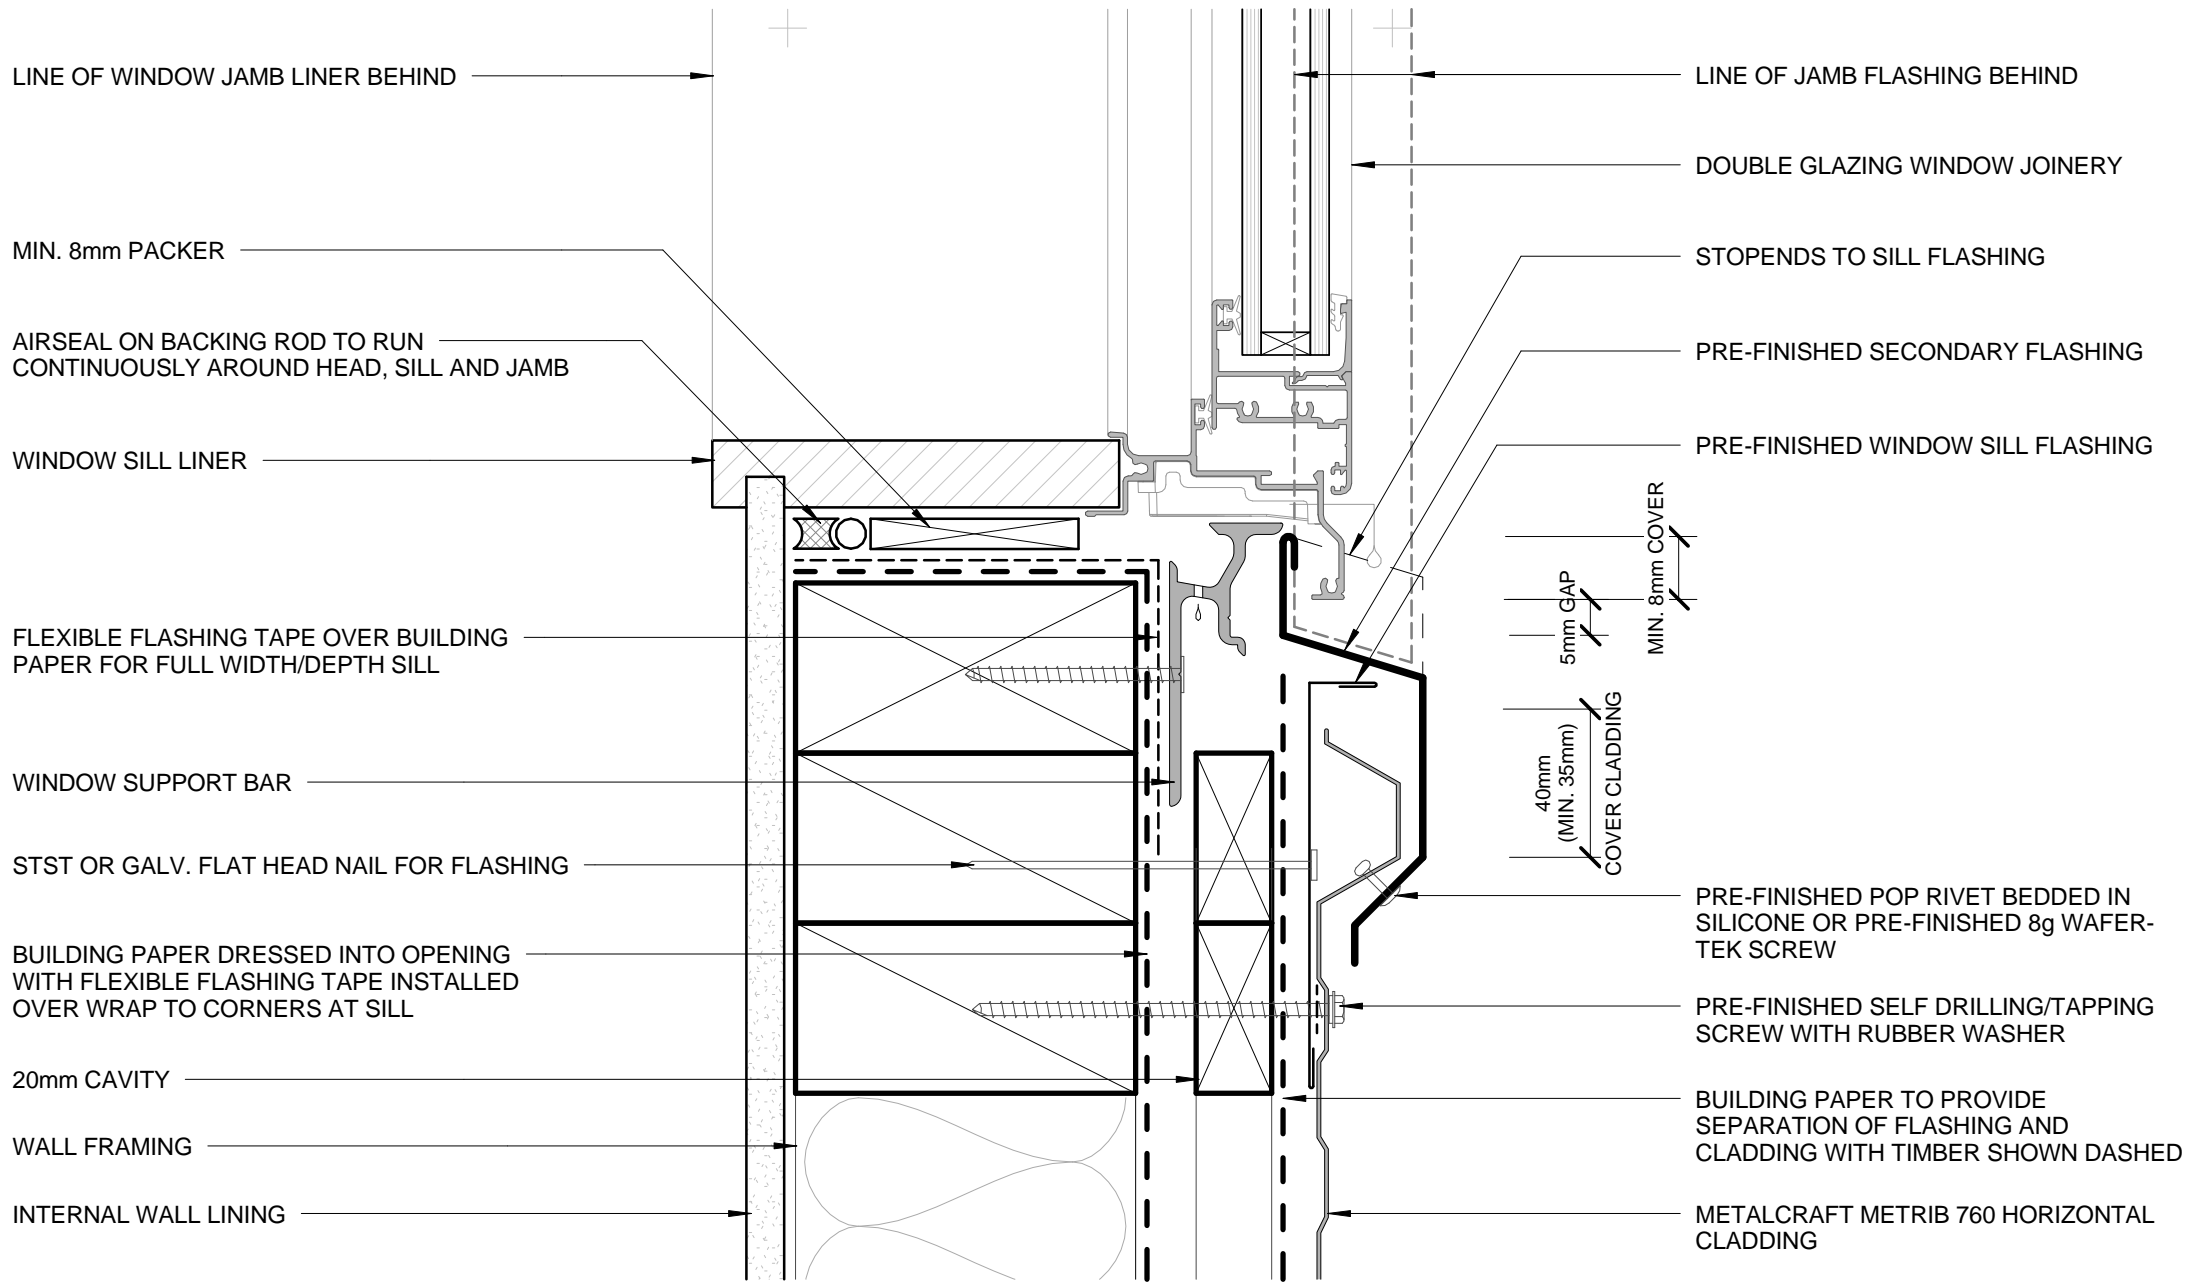 LINE OF WINDOW JAMB LINER BEHIND
MIN. 8mm PACKER
AIRSEAL ON BACKING ROD TO RUN
CONTINUOUSLY AROUND HEAD, SILL AND JAMB
WINDOW SILL LINER
FLEXIBLE FLASHING TAPE OVER BUILDING
PAPER FOR FULL WIDTH/DEPTH SILL
WINDOW SUPPORT BAR
STST OR GALV. FLAT HEAD NAIL FOR FLASHING
BUILDING PAPER DRESSED INTO OPENING
WITH FLEXIBLE FLASHING TAPE INSTALLED
OVER WRAP TO CORNERS AT SILL
20mm CAVITY
WALL FRAMING
INTERNAL WALL LINING
LINE OF JAMB FLASHING BEHIND
DOUBLE GLAZING WINDOW JOINERY
STOPENDS TO SILL FLASHING
PRE-FINISHED SECONDARY FLASHING
PRE-FINISHED WINDOW SILL FLASHING
MIN. 8mm COVER
5mm GAP
40mm
(MIN. 35mm)
COVER CLADDING
PRE-FINISHED POP RIVET BEDDED IN
SILICONE OR PRE-FINISHED 8g WAFER-
TEK SCREW
PRE-FINISHED SELF DRILLING/TAPPING
SCREW WITH RUBBER WASHER
BUILDING PAPER TO PROVIDE
SEPARATION OF FLASHING AND
CLADDING WITH TIMBER SHOWN DASHED
METALCRAFT METRIB 760 HORIZONTAL
CLADDING